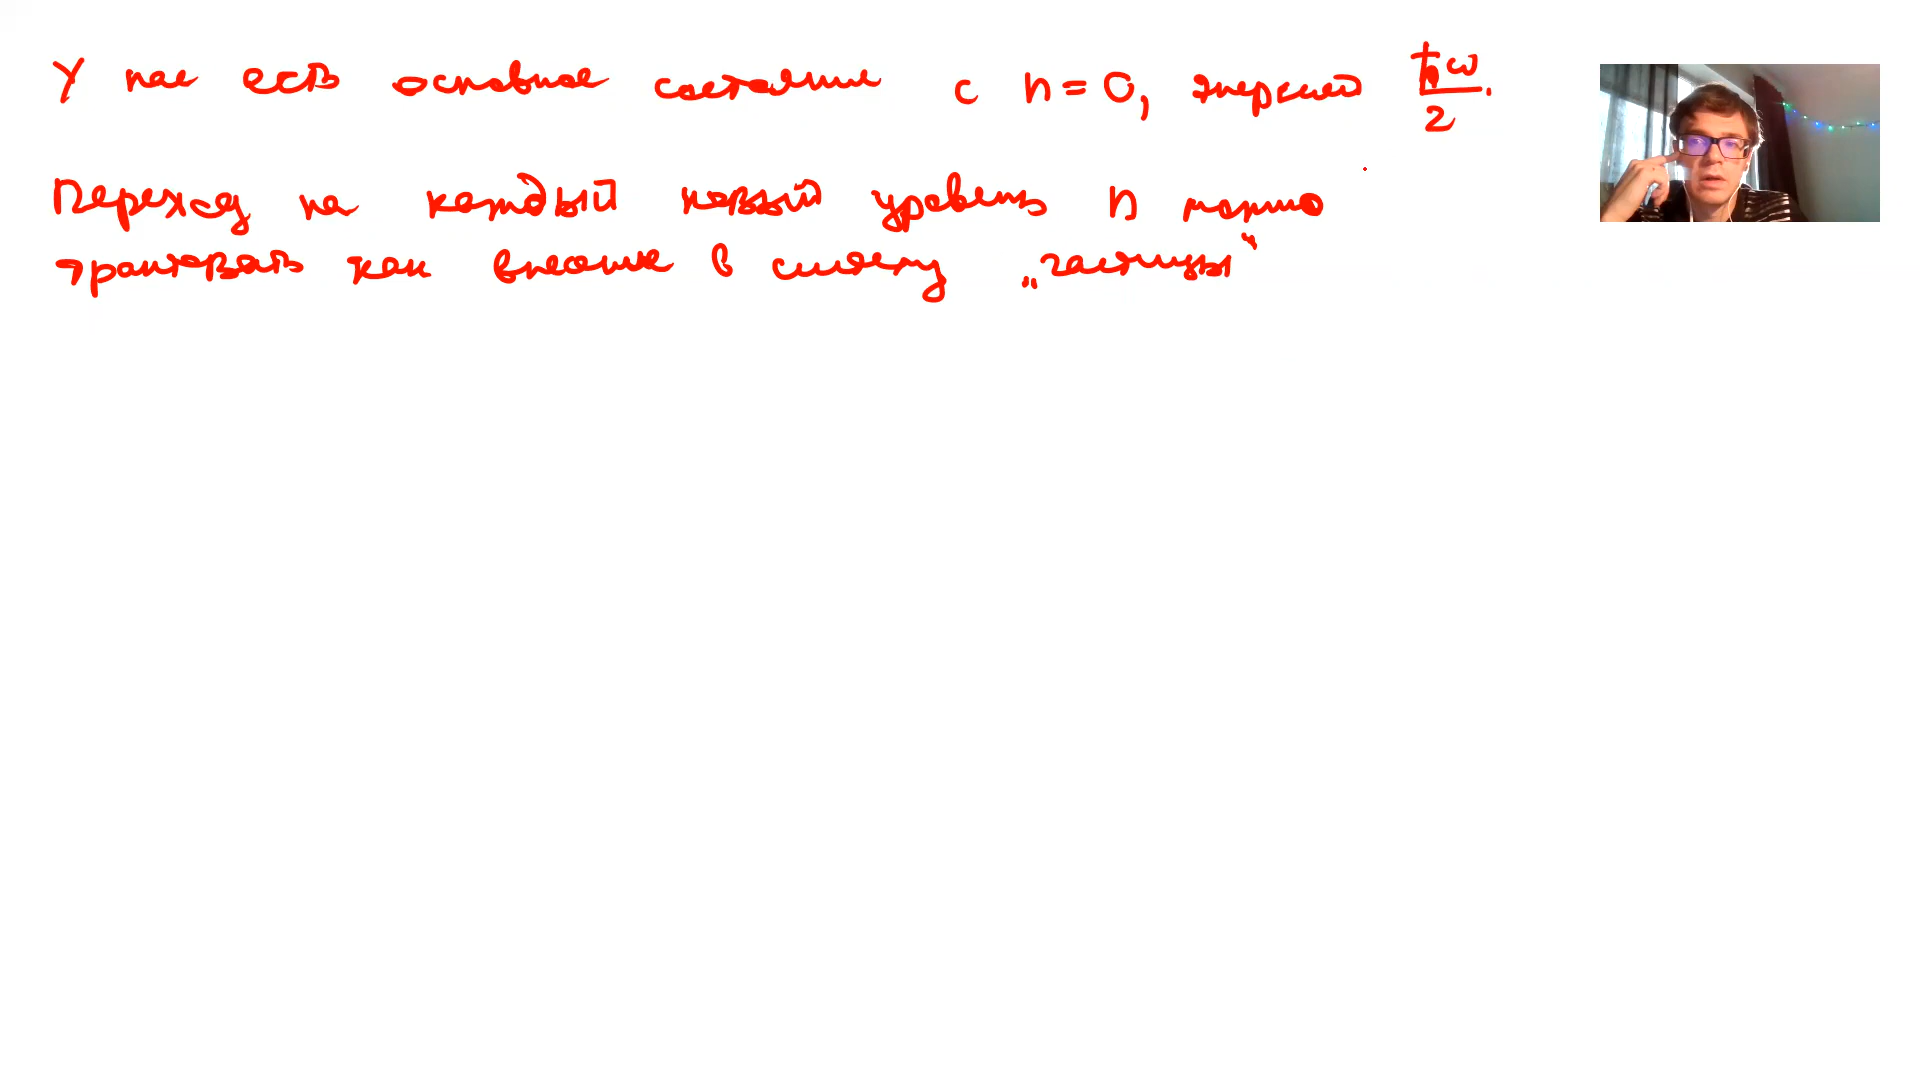 У нас есть основное состояние с n = 0, энергией ħω/2.
Переход на каждый новый уровень n можно
трактовать как внесение в систему „частицы“